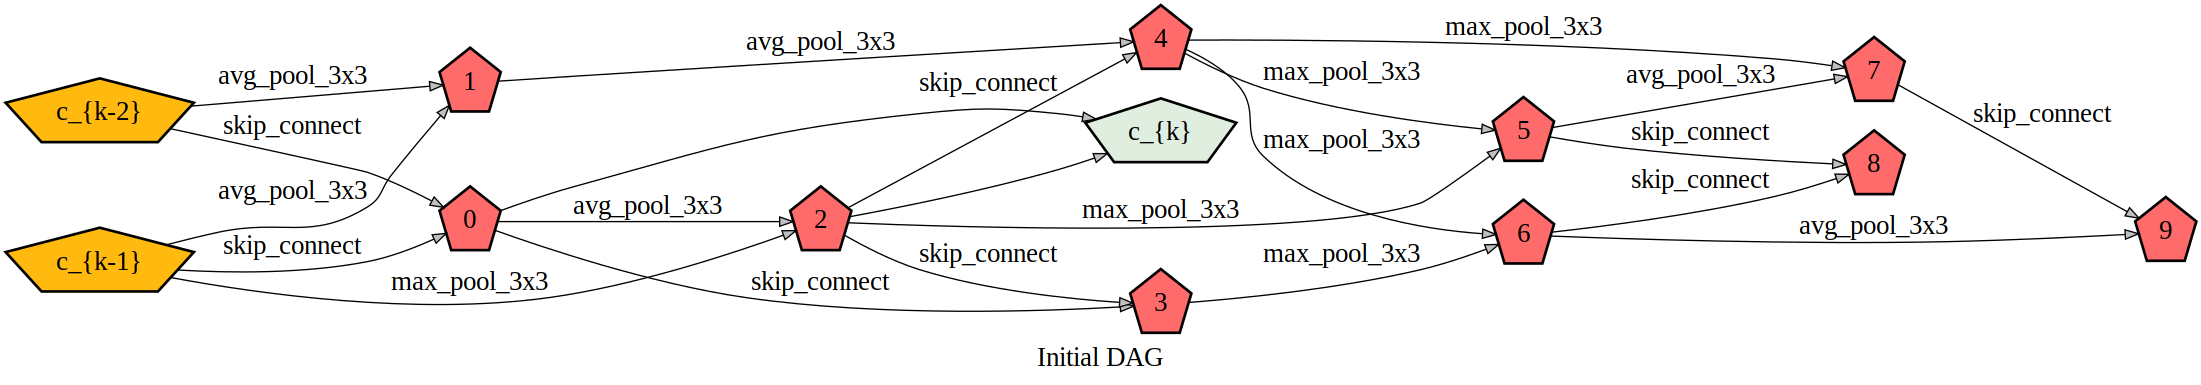 avg_pool_3x3
max_pool_3x3
4
avg_pool_3x3
1
skip_connect
max_pool_3x3
avg_pool_3x3
7
skip_connect
c_{k-2}
skip_connect
c_{k}
max_pool_3x3
5
skip_connect
8
avg_pool_3x3
skip_connect
0
avg_pool_3x3
2
max_pool_3x3
6
avg_pool_3x3
9
c_{k-1}
skip_connect
max_pool_3x3
skip_connect
skip_connect
3
max_pool_3x3
Initial DAG